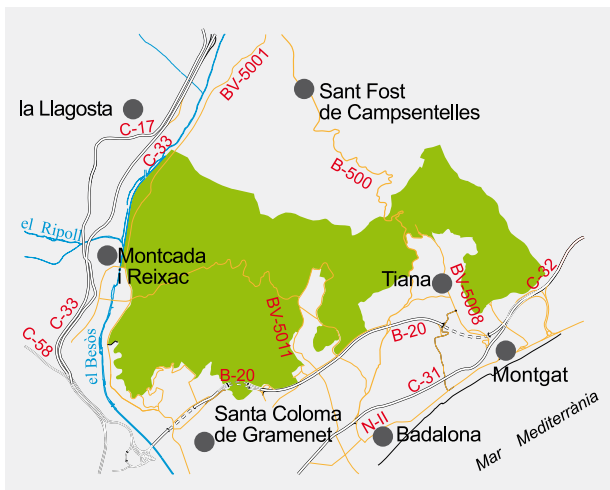 BV-5001
Sant Fost
de Campsentelles
la Llagosta
C-17
C-33
B-500
el Ripoll
Montcada
i Reixac
Tiana
BV-5008
C-32
C-33
C-58
el Besòs
BV-5011
B-20
B-20
C-31
Montgat
Santa Coloma
de Gramenet
N-II
Badalona
Mar Mediterrània